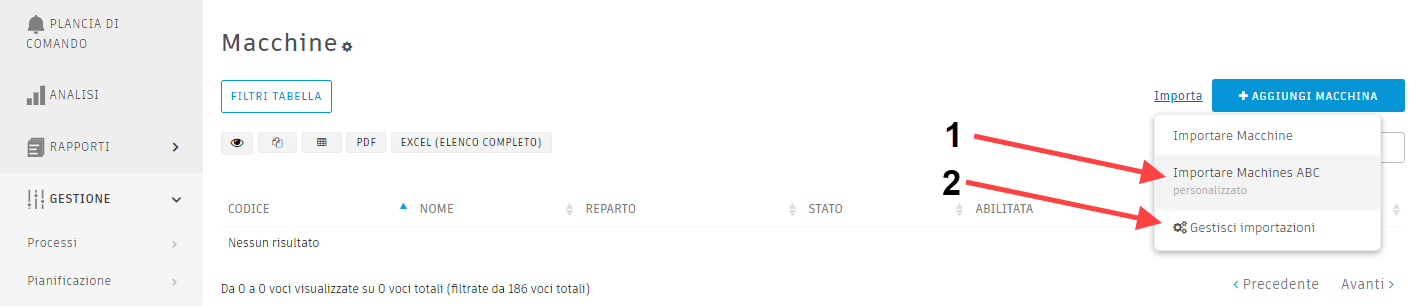 PLANCIA DI
COMANDO
ANALISI
RAPPORTI
GESTIONE
Processi
Pianificazione
Macchine
FILTRI TABELLA
Importa
AGGIUNGI MACCHINA
PDF
EXCEL (ELENCO COMPLETO)
1
2
Importare Macchine
Importare Machines ABC
personalizzato
Gestisci importazioni
CODICE NOME REPARTO STATO ABILITATA
Nessun risultato
Da 0 a 0 voci visualizzate su 0 voci totali (filtrate da 186 voci totali)
Precedente Avanti